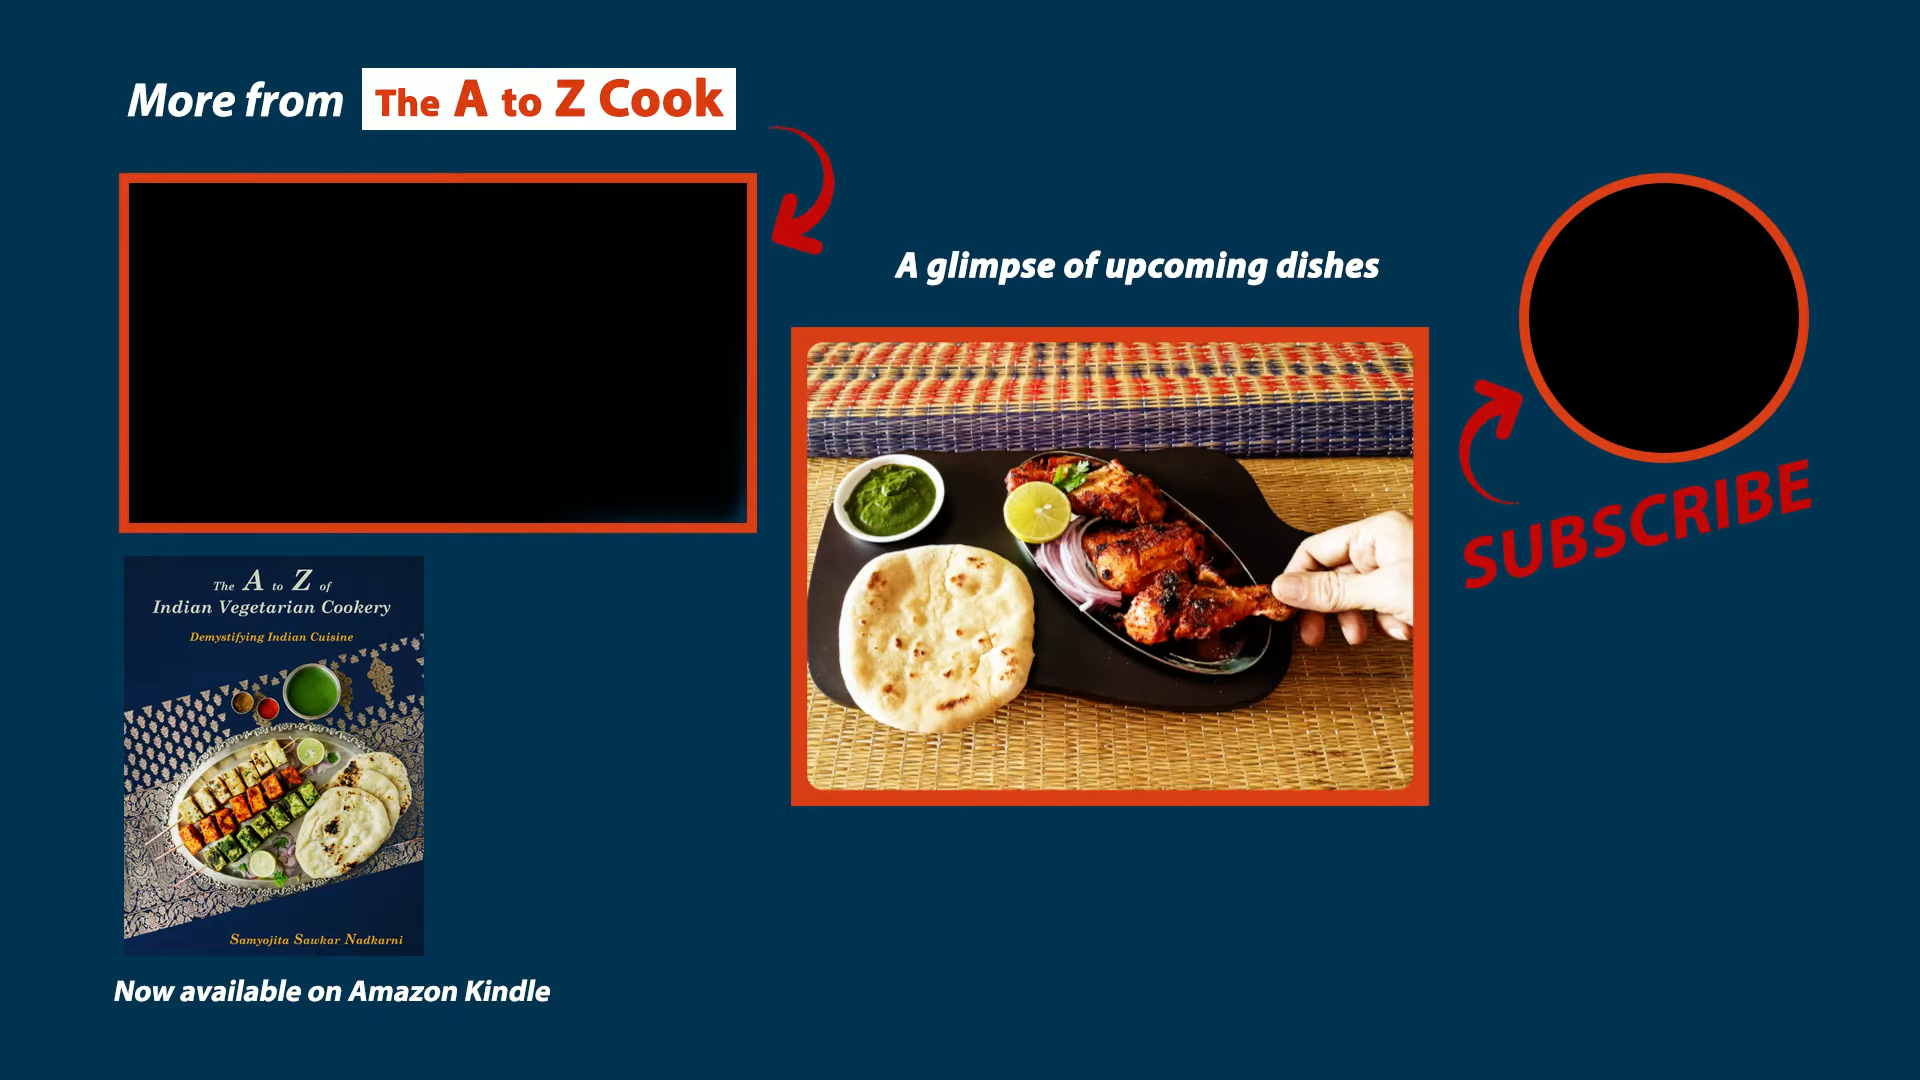 More from The A to Z Cook
A glimpse of upcoming dishes
SUBSCRIBE
The A to Z of
Indian Vegetarian Cookery
Demystifying Indian Cuisine
Samyojita Sawkar Nadkarni
Now available on Amazon Kindle